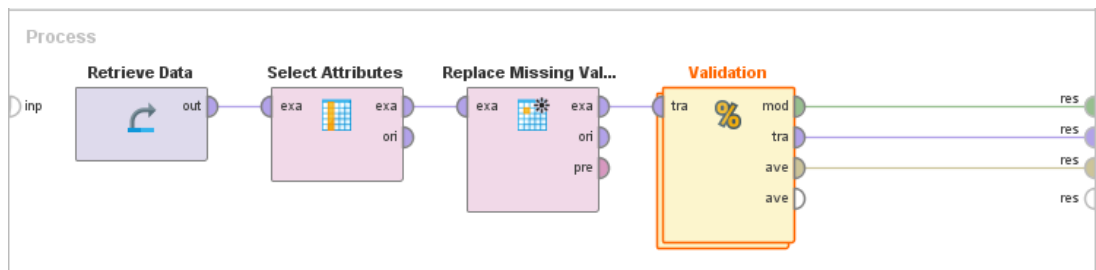 Process
Retrieve Data
Select Attributes
Replace Missing Val...
Validation
inp
out
exa
exa
ori
exa
exa
ori
pre
tra
%
mod
tra
ave
ave
res
res
res
res